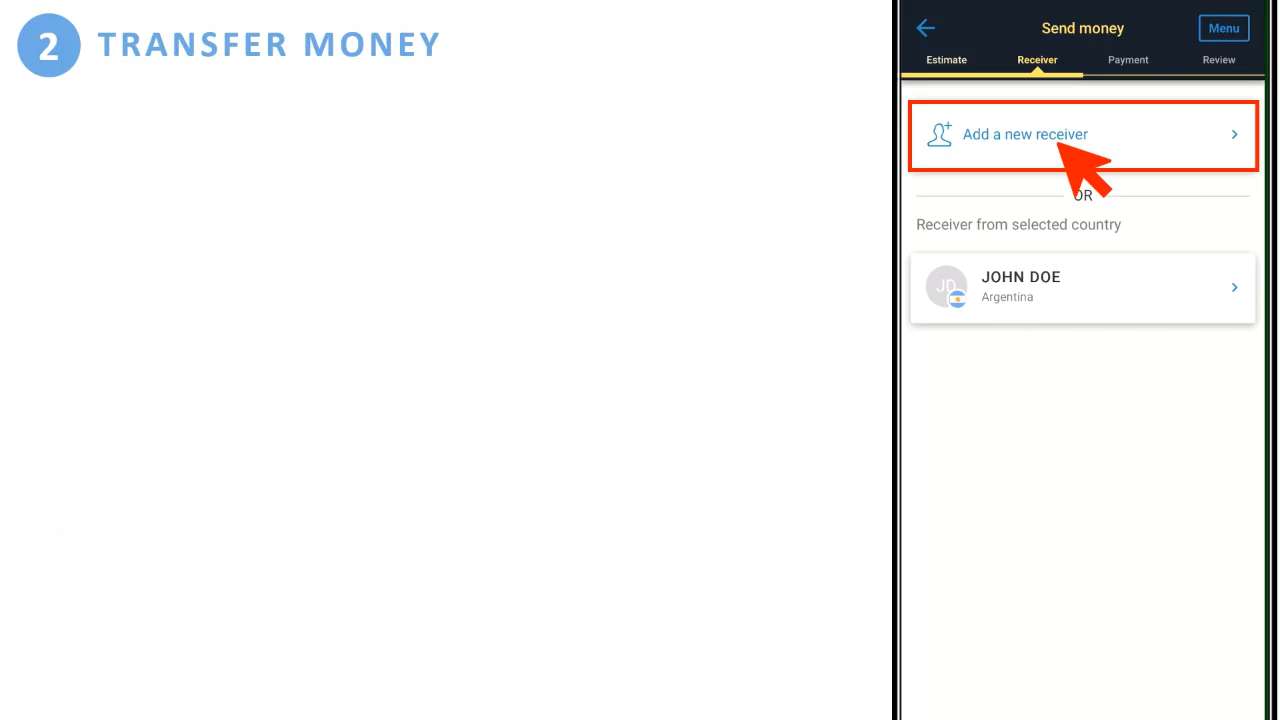 2 TRANSFER MONEY
Send money
Menu
Estimate Receiver Payment Review
Add a new receiver
OR
Receiver from selected country
JD
JOHN DOE
Argentina